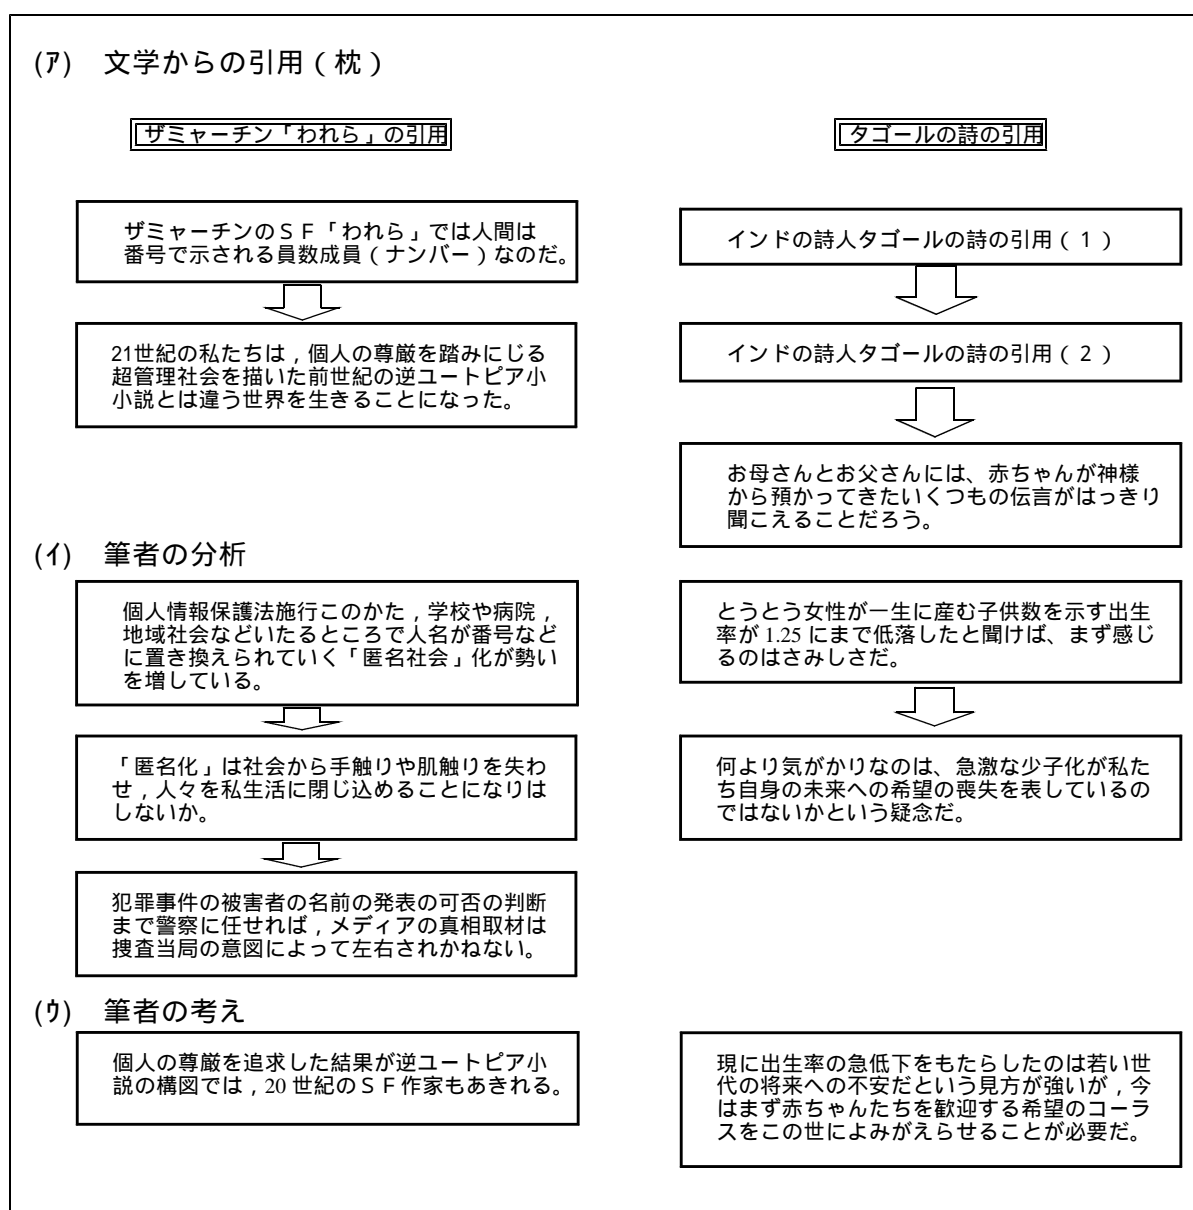 (ｱ) 文学からの引用（枕）
ザミャーチン「われら」の引用
ザミャーチンのＳＦ「われら」では人間は
番号で示される員数成員（ナンバー）なのだ。
21世紀の私たちは，個人の尊厳を踏みにじる
超管理社会を描いた前世紀の逆ユートピア小
小説とは違う世界を生きることになった。
タゴールの詩の引用
インドの詩人タゴールの詩の引用（１）
インドの詩人タゴールの詩の引用（２）
お母さんとお父さんには、赤ちゃんが神様
から預かってきたいくつもの伝言がはっきり
聞こえることだろう。
(ｲ) 筆者の分析
個人情報保護法施行このかた，学校や病院，
地域社会などいたるところで人名が番号など
に置き換えられていく「匿名社会」化が勢い
を増している。
「匿名化」は社会から手触りや肌触りを失わ
せ，人々を私生活に閉じ込めることになりは
しないか。
犯罪事件の被害者の名前の発表の可否の判断
まで警察に任せれば，メディアの真相取材は
捜査当局の意図によって左右されかねない。
とうとう女性が一生に産む子供数を示す出生
率が 1.25 にまで低落したと聞けば、まず感じ
るのはさみしさだ。
何より気がかりなのは、急激な少子化が私た
ち自身の未来への希望の喪失を表しているの
ではないかという疑念だ。
(ｳ) 筆者の考え
個人の尊厳を追求した結果が逆ユートピア小
説の構図では，20 世紀のＳＦ作家もあきれる。
現に出生率の急低下をもたらしたのは若い世
代の将来への不安だという見方が強いが，今
はまず赤ちゃんたちを歓迎する希望のコーラ
スをこの世によみがえらせることが必要だ。